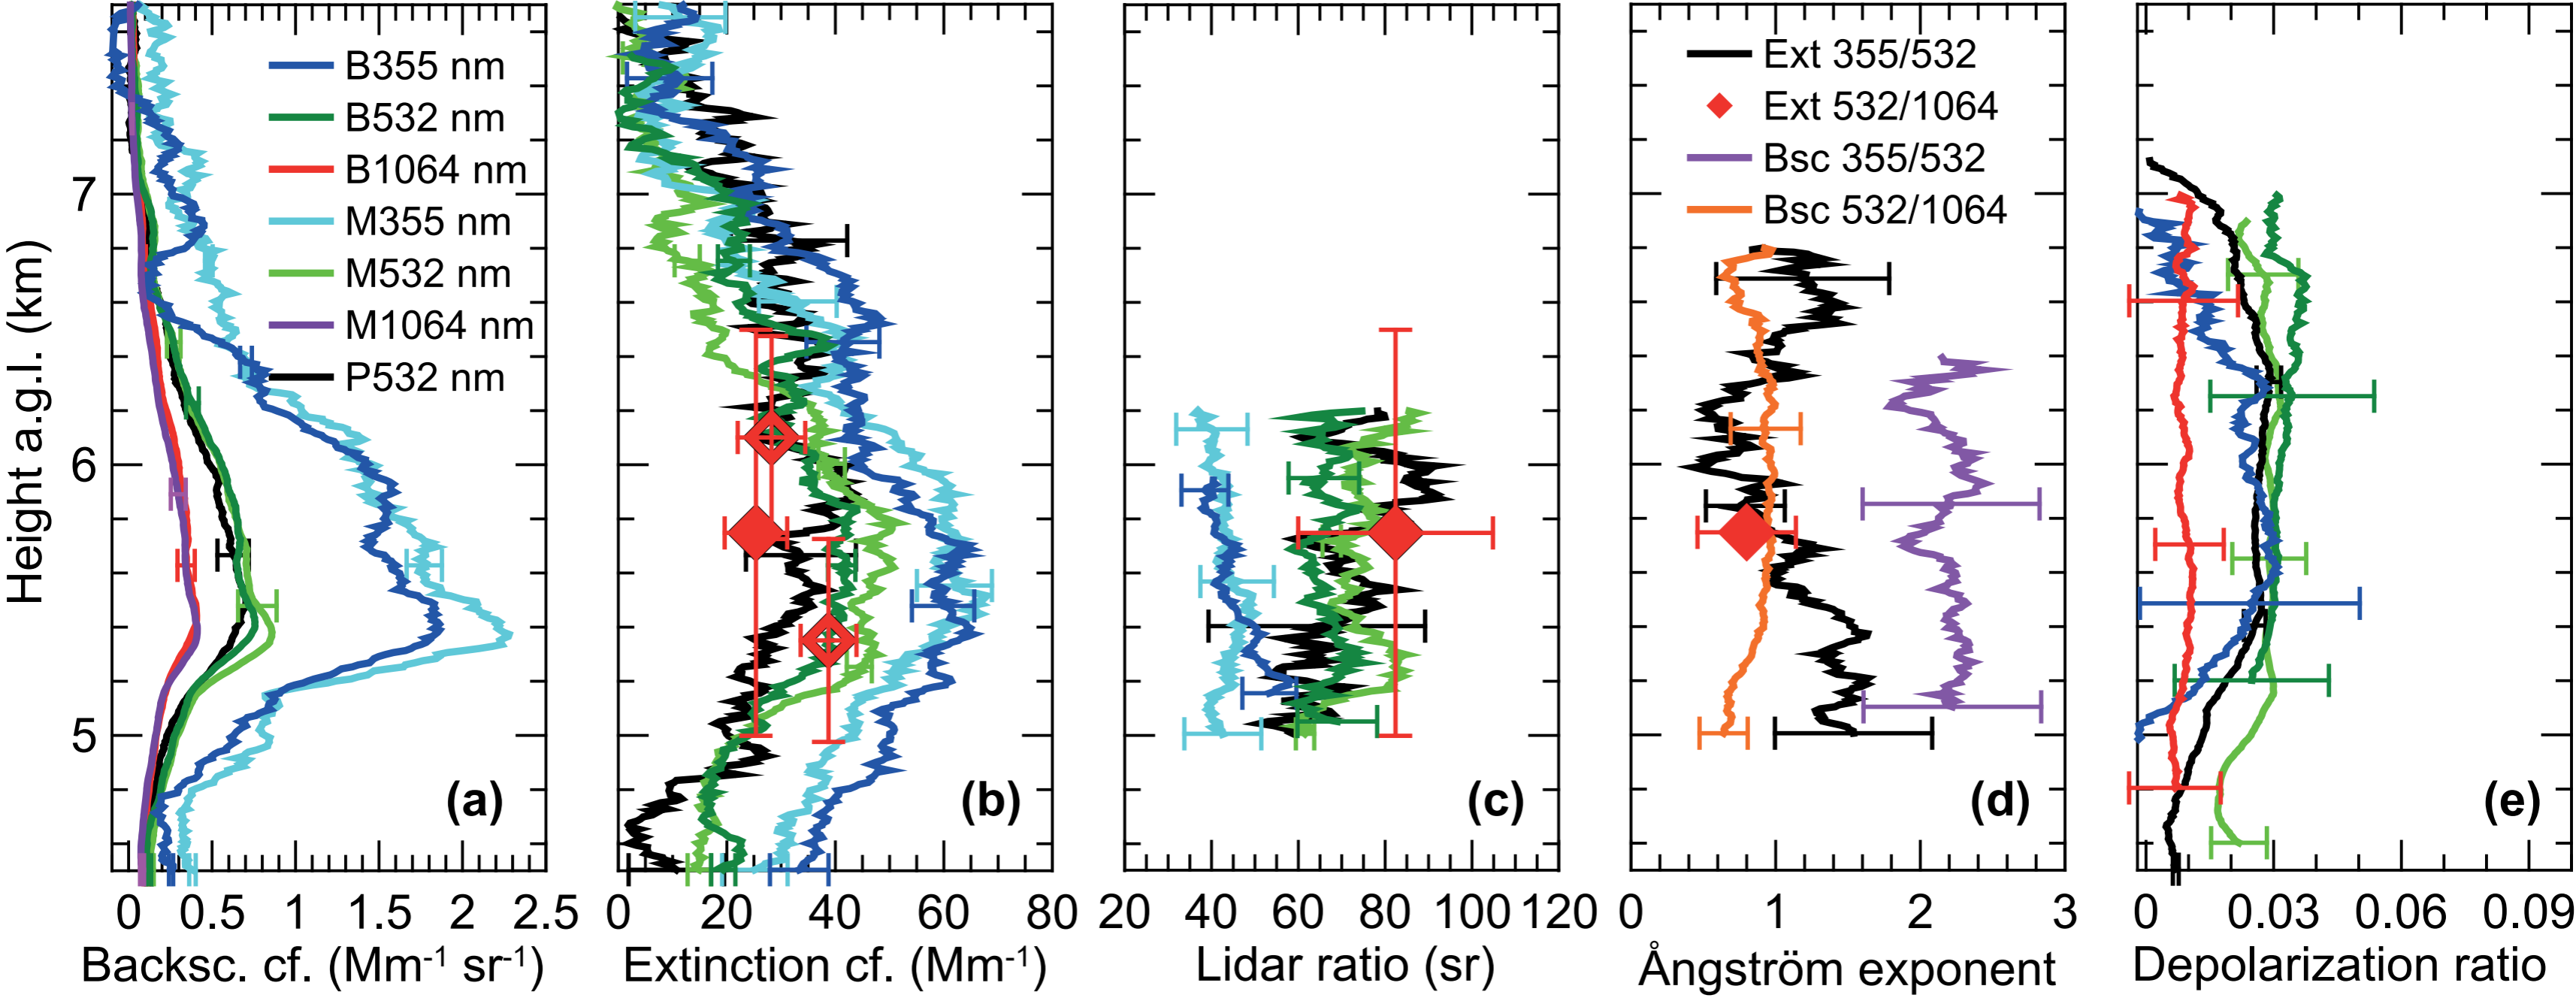 Height a.g.l. (km)
7
6
5
B355 nm
B532 nm
B1064 nm
M355 nm
M532 nm
M1064 nm
P532 nm
(a)
0 0.5 1 1.5 2 2.5
Backsc. cf. (Mm⁻¹ sr⁻¹)
(b)
0 20 40 60 80
Extinction cf. (Mm⁻¹)
(c)
20 40 60 80 100 120
Lidar ratio (sr)
Ext 355/532
Ext 532/1064
Bsc 355/532
Bsc 532/1064
(d)
0 1 2 3
Ångström exponent
(e)
0 0.03 0.06 0.09
Depolarization ratio